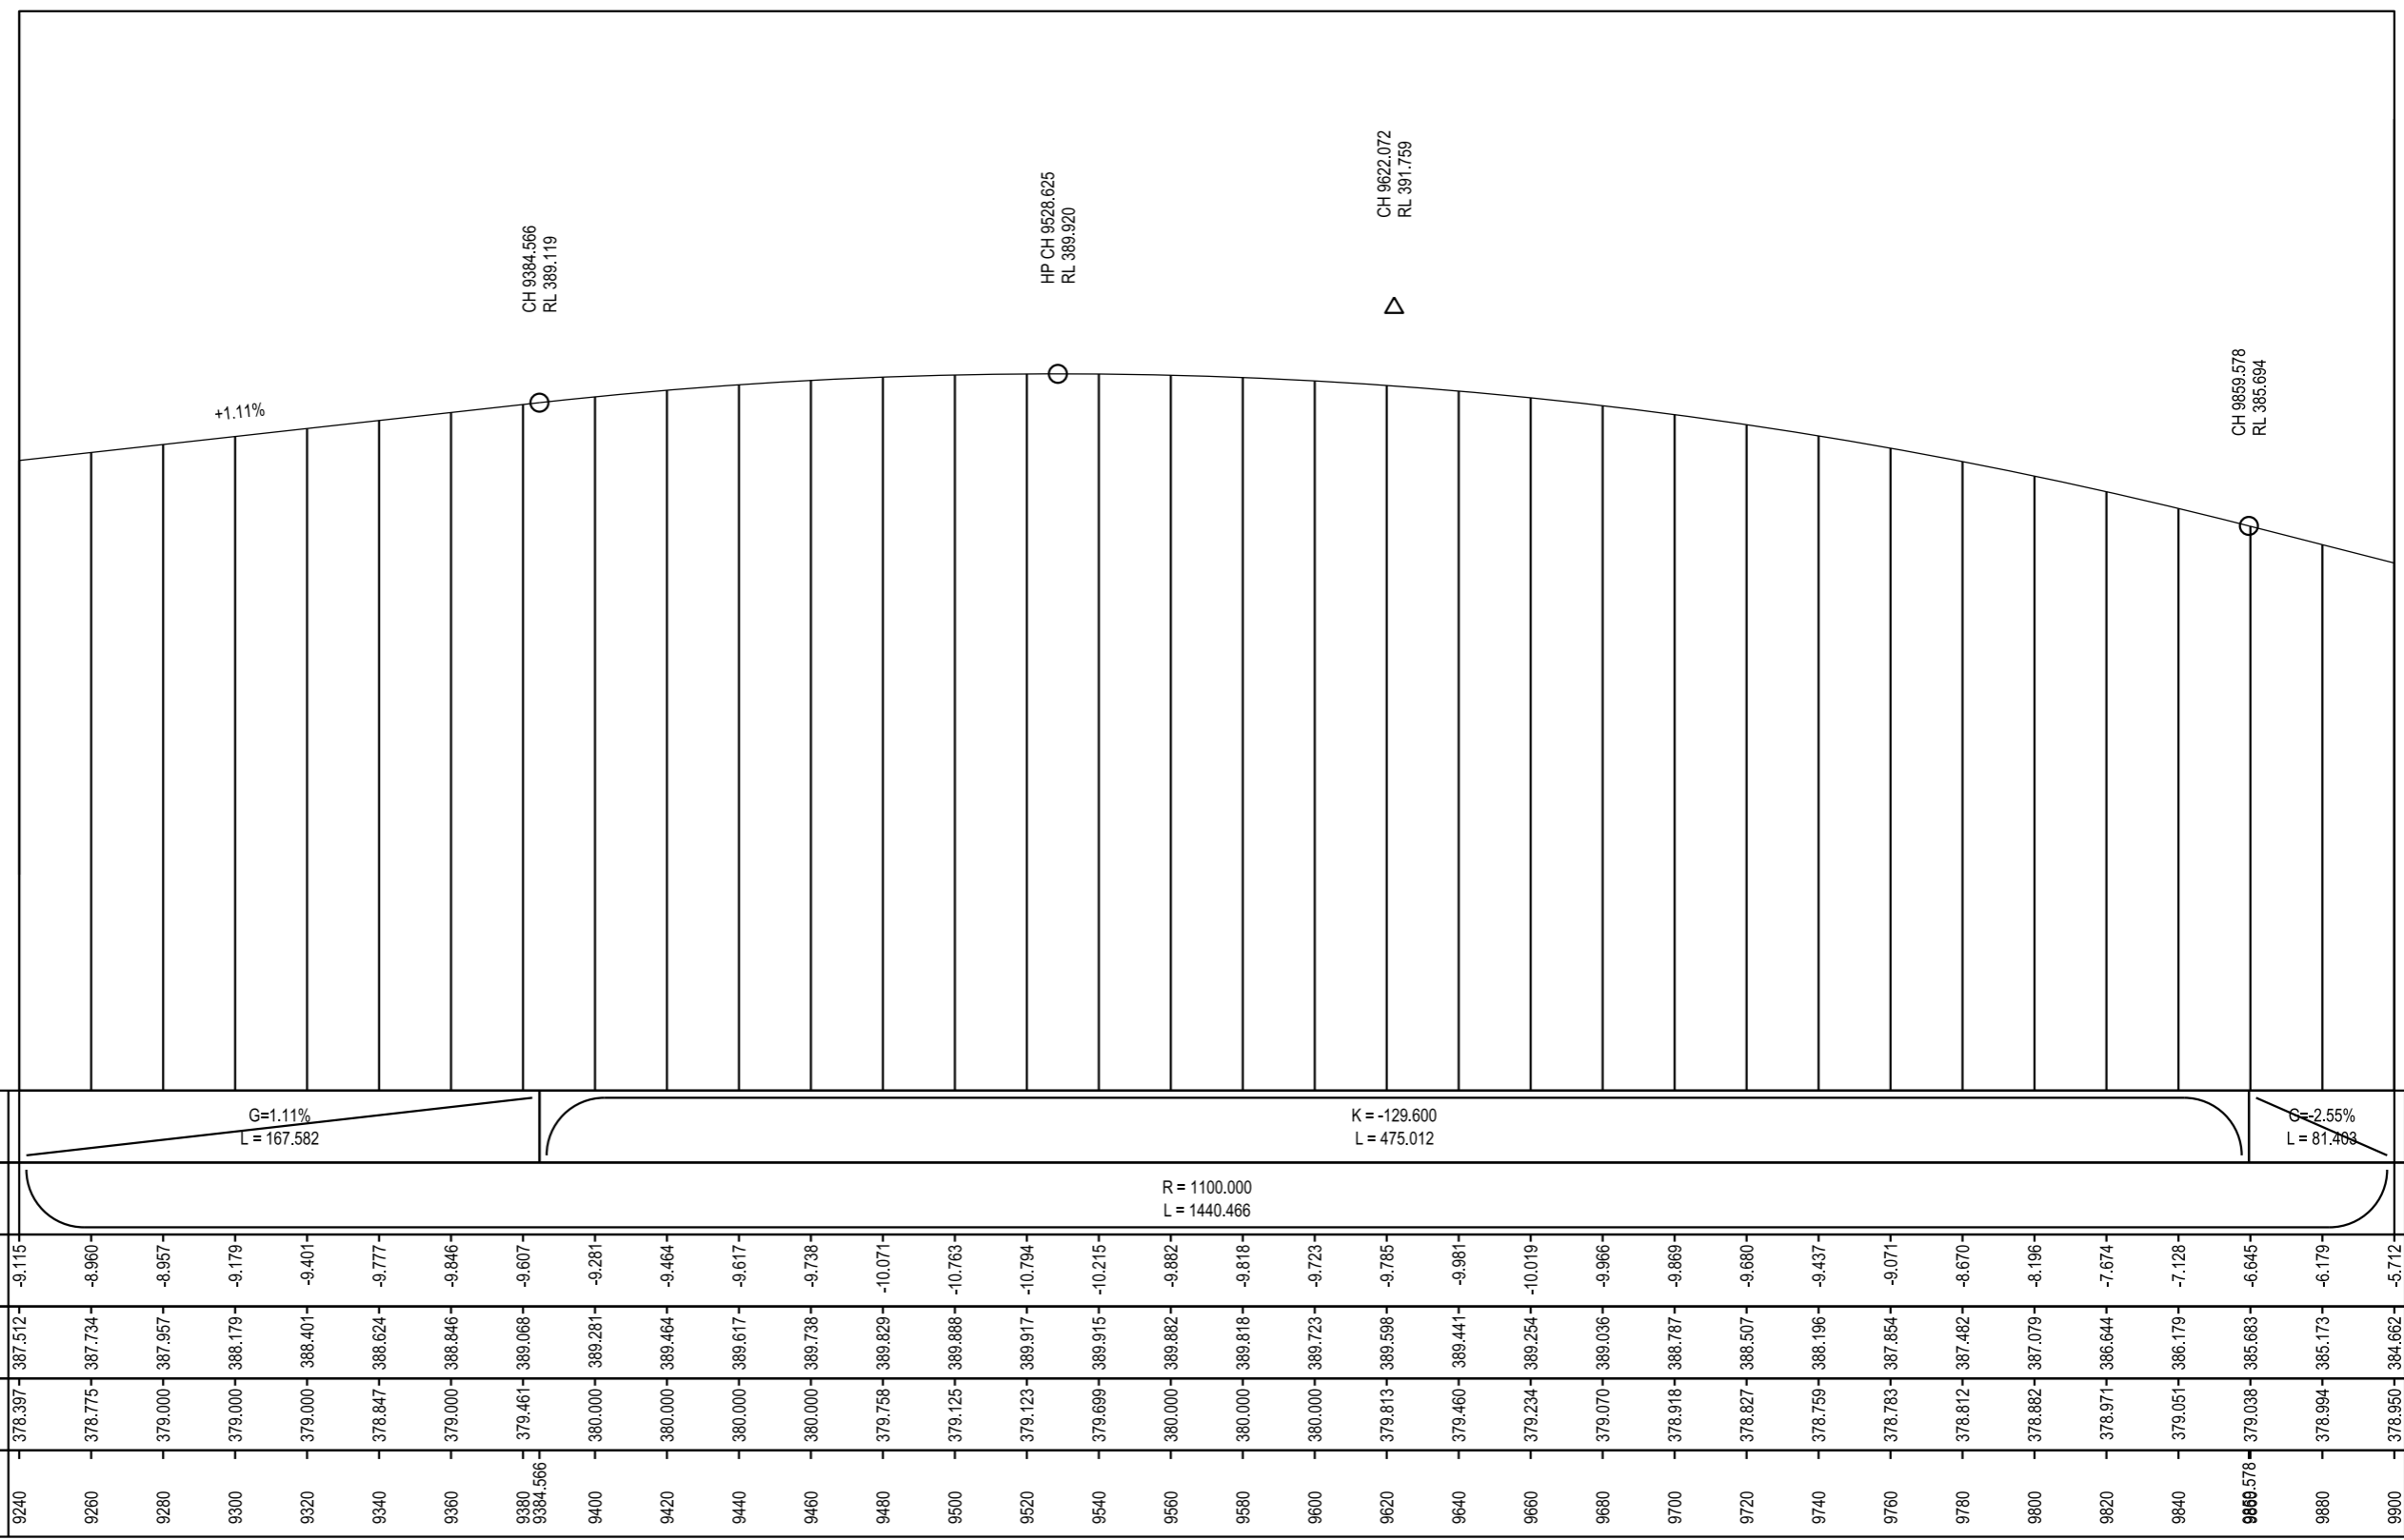 CH 9384.566
RL 389.119
HP CH 9528.625
RL 389.920
CH 9622.072
RL 391.759
CH 9859.578
RL 385.694
+1.11%
G=1.11%
L = 167.582
K = -129.600
L = 475.012
G=-2.55%
L = 81.403
R = 1100.000
L = 1440.466
-9.115 -8.960 -8.957 -9.179 -9.401 -9.777 -9.846 -9.607 -9.281 -9.464 -9.617 -9.738 -10.071 -10.763 -10.794 -10.215 -9.882 -9.818 -9.723 -9.785 -9.981 -10.019 -9.966 -9.869 -9.680 -9.437 -9.071 -8.670 -8.196 -7.674 -7.128 -6.645 -6.179 -5.712
387.512 387.734 387.957 388.179 388.401 388.624 388.846 389.068 389.281 389.464 389.617 389.738 389.829 389.888 389.917 389.915 389.882 389.818 389.723 389.598 389.441 389.254 389.036 388.787 388.507 388.196 387.854 387.482 387.079 386.644 386.179 385.683 385.173 384.662
378.397 378.775 379.000 379.000 379.000 378.847 379.000 379.461 380.000 380.000 380.000 380.000 379.758 379.125 379.123 379.699 380.000 380.000 380.000 379.813 379.460 379.234 379.070 378.918 378.827 378.759 378.783 378.812 378.882 378.971 379.051 379.038 378.994 378.950
9240 9260 9280 9300 9320 9340 9360 9380 9384.566 9400 9420 9440 9460 9480 9500 9520 9540 9560 9580 9600 9620 9640 9660 9680 9700 9720 9740 9760 9780 9800 9820 9840 9859.578 9880 9900